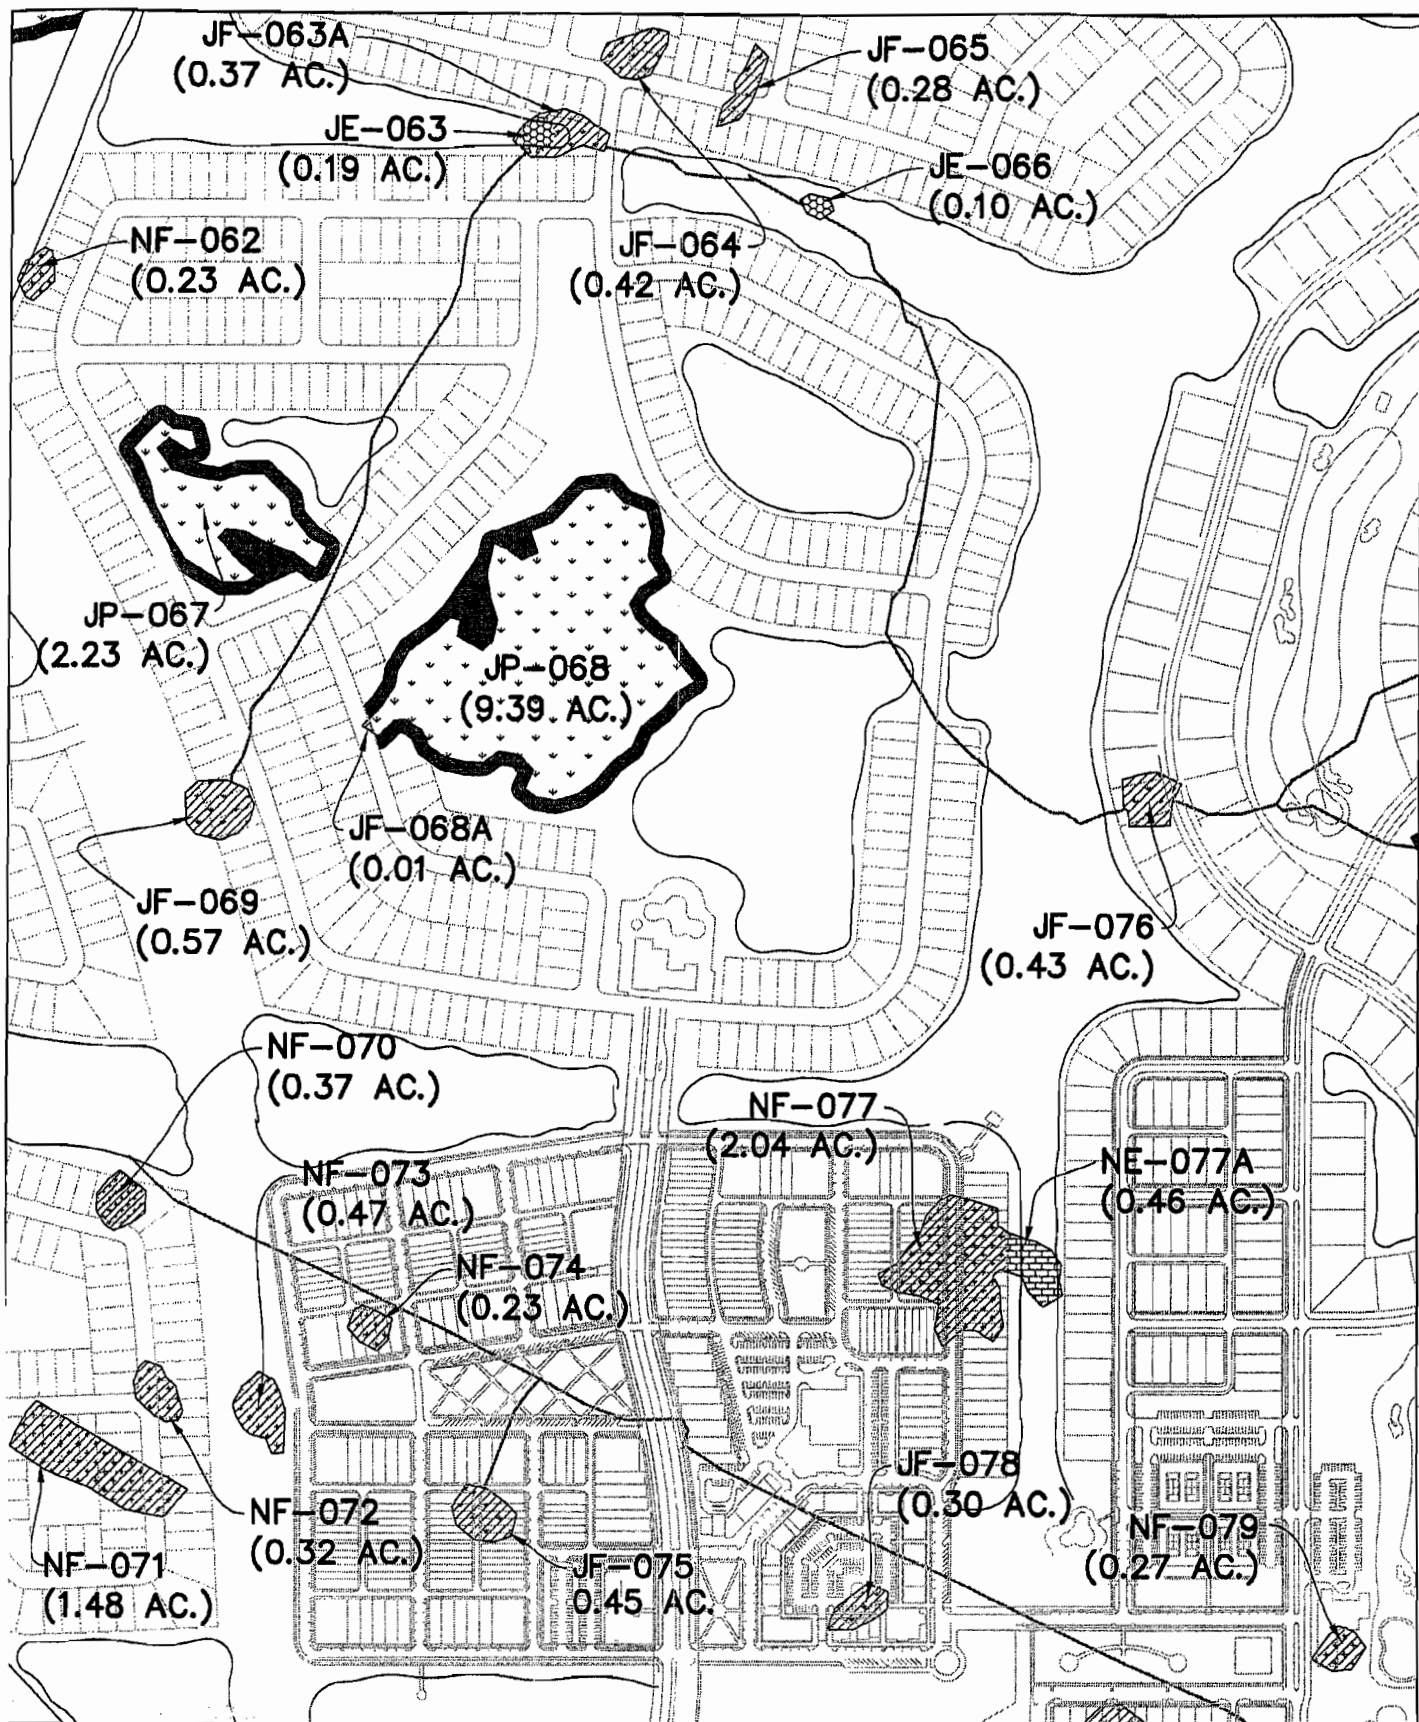 JF-063A
(0.37 AC.)
JF-065
(0.28 AC.)
JE-063
(0.19 AC.)
JE-066
(0.10 AC.)
NF-062
(0.23 AC.)
JF-064
(0.42 AC.)
JP-067
(2.23 AC.)
JP-068
(9.39 AC.)
JF-068A
(0.01 AC.)
JF-069
(0.57 AC.)
JF-076
(0.43 AC.)
NF-070
(0.37 AC.)
NF-077
(2.04 AC.)
NF-073
(0.47 AC.)
NE-077A
(0.46 AC.)
NF-074
(0.23 AC.)
JF-078
(0.30 AC.)
NF-072
(0.32 AC.)
NF-079
(0.27 AC.)
NF-071
(1.48 AC.)
JF-075
0.45 AC.